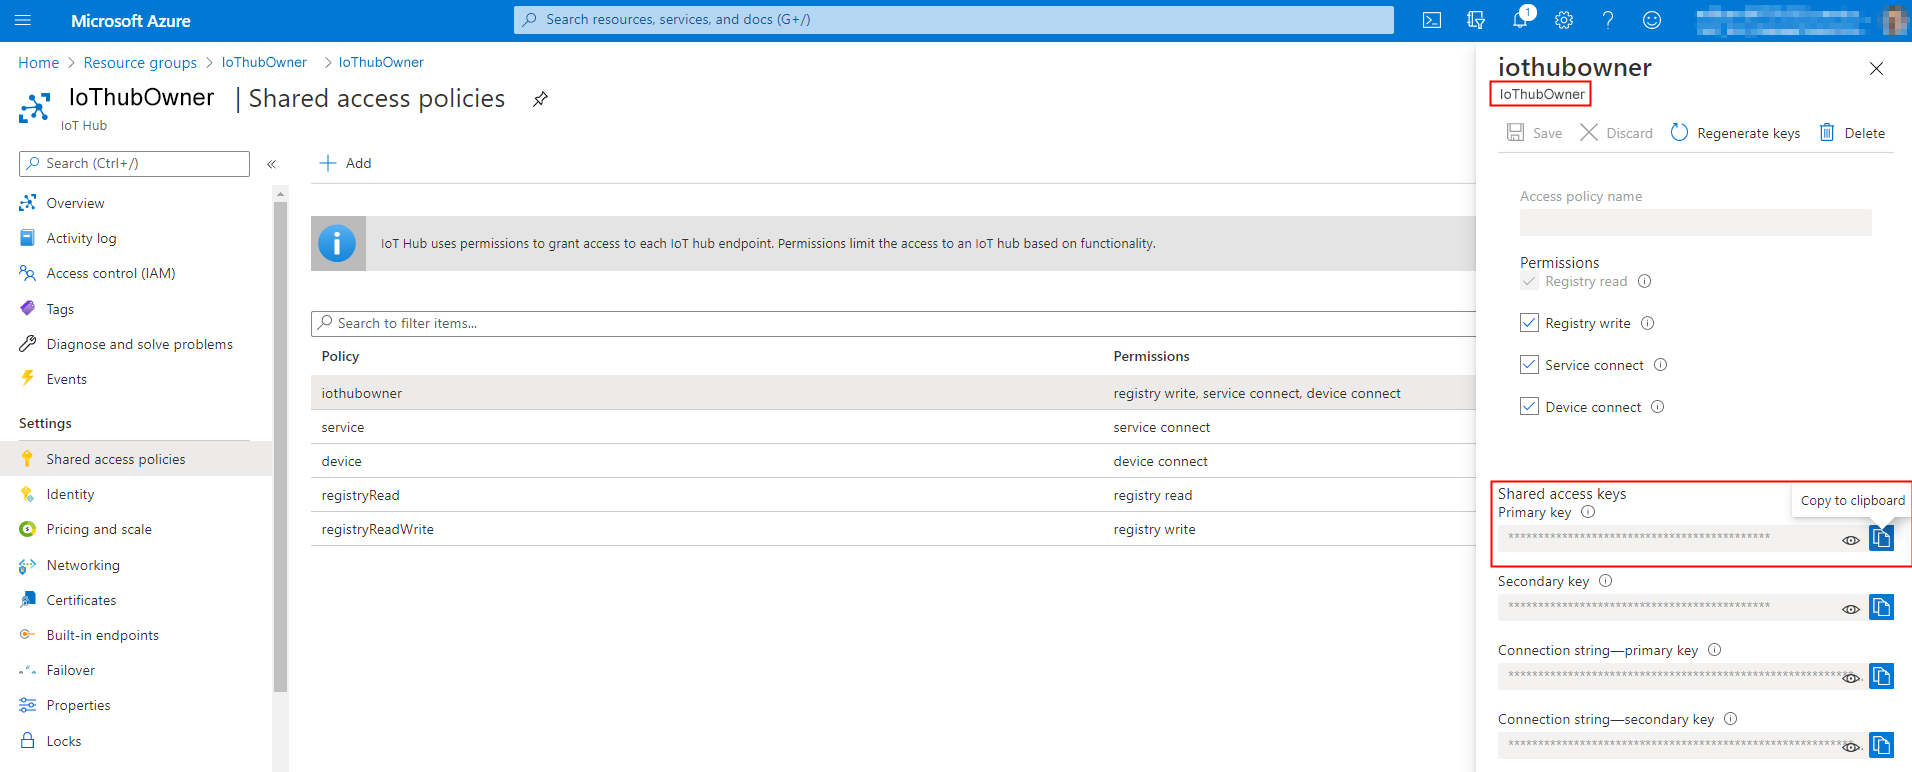 Microsoft Azure
Search resources, services, and docs (G+/)
1
Home > Resource groups > IoThubOwner > IoThubOwner
IoThubOwner | Shared access policies
IoT Hub
Search (Ctrl+/)
«
Overview
Activity log
Access control (IAM)
Tags
Diagnose and solve problems
Events
Settings
Shared access policies
Identity
Pricing and scale
Networking
Certificates
Built-in endpoints
Failover
Properties
Locks
Add
IoT Hub uses permissions to grant access to each IoT hub endpoint. Permissions limit the access to an IoT hub based on functionality.
Search to filter items...
Policy Permissions
iothubowner registry write, service connect, device connect
service service connect
device device connect
registryRead registry read
registryReadWrite registry write
iothubowner
IoThubOwner
Save Discard Regenerate keys Delete
Access policy name
Permissions
Registry read
Registry write
Service connect
Device connect
Shared access keys
Copy to clipboard
Primary key
Secondary key
Connection string—primary key
Connection string—secondary key